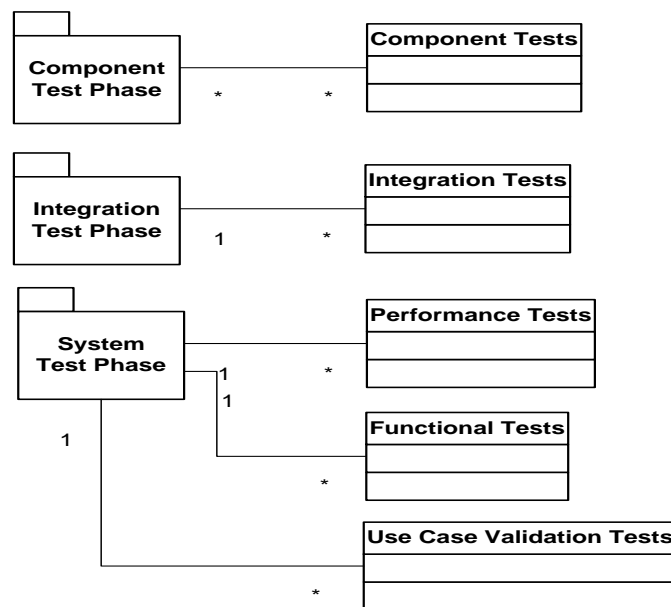 Component Tests
Component
Test Phase
* *
Integration Tests
Integration
Test Phase
1 *
Performance Tests
System
Test Phase
1 *
1
Functional Tests
1
*
Use Case Validation Tests
*